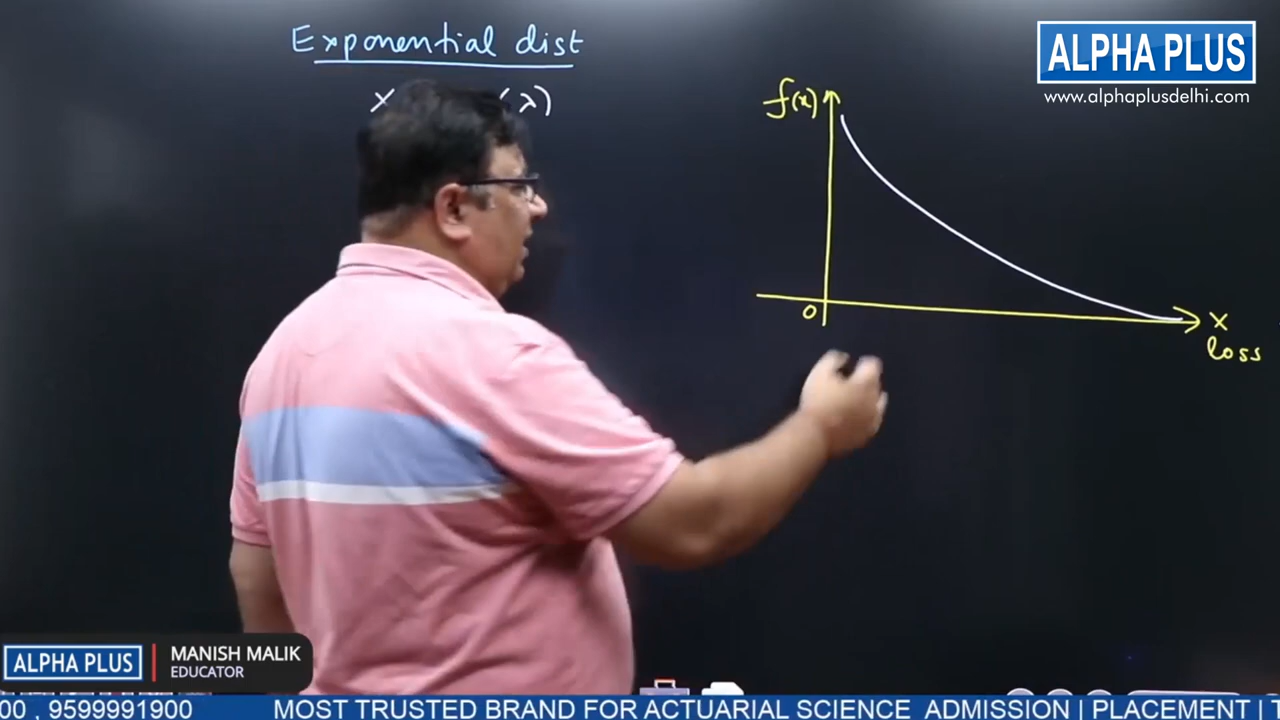 Exponential dist
X (λ)
f(x)
0
X
loss
ALPHA PLUS
www.alphaplusdelhi.com
ALPHA PLUS
MANISH MALIK
EDUCATOR
00 , 9599991900 MOST TRUSTED BRAND FOR ACTUARIAL SCIENCE ADMISSION | PLACEMENT |